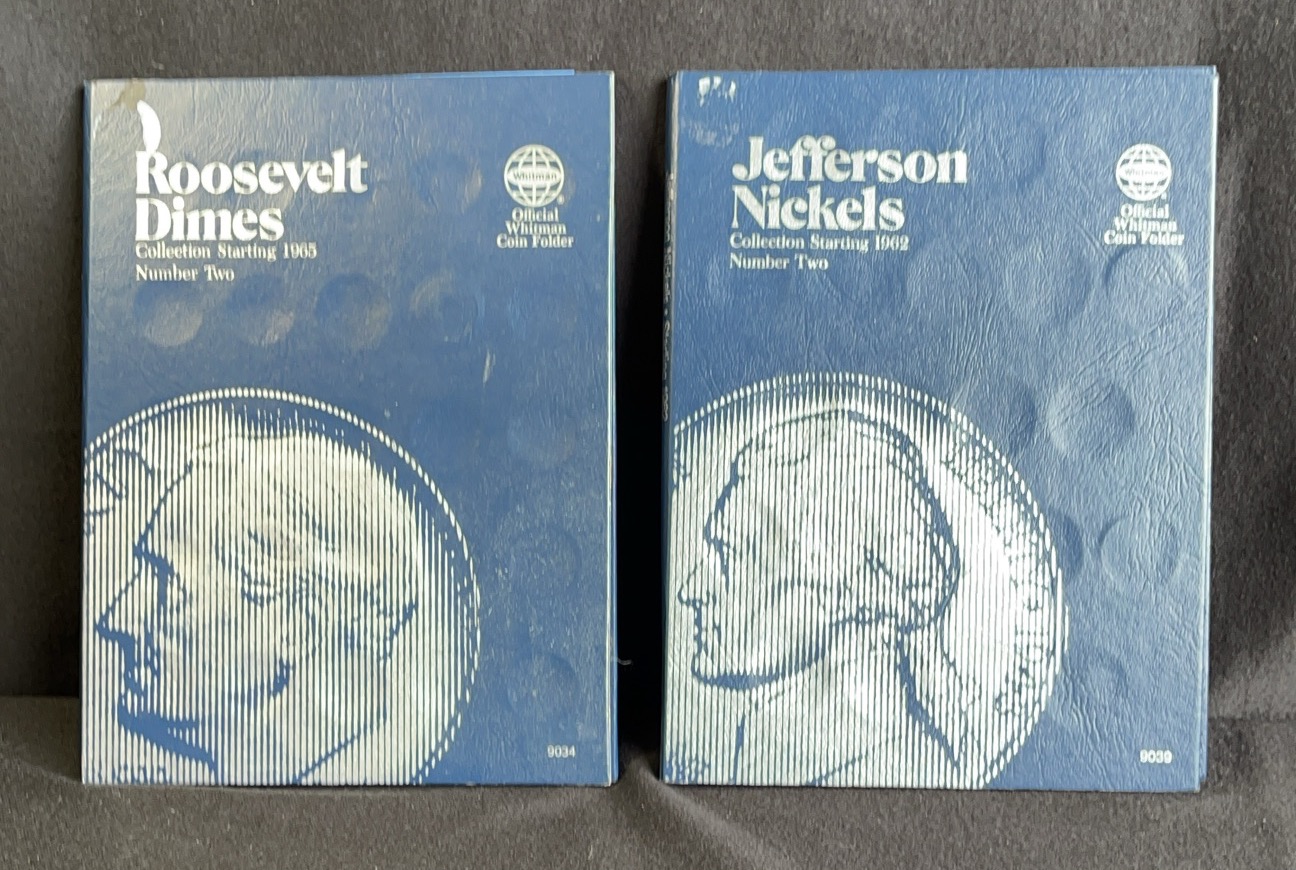 Roosevelt
Dimes
Collection Starting 1965
Number Two
Whitman
Official
Whitman
Coin Folder
9034
Jefferson
Nickels
Collection Starting 1962
Number Two
Whitman
Official
Whitman
Coin Folder
9039